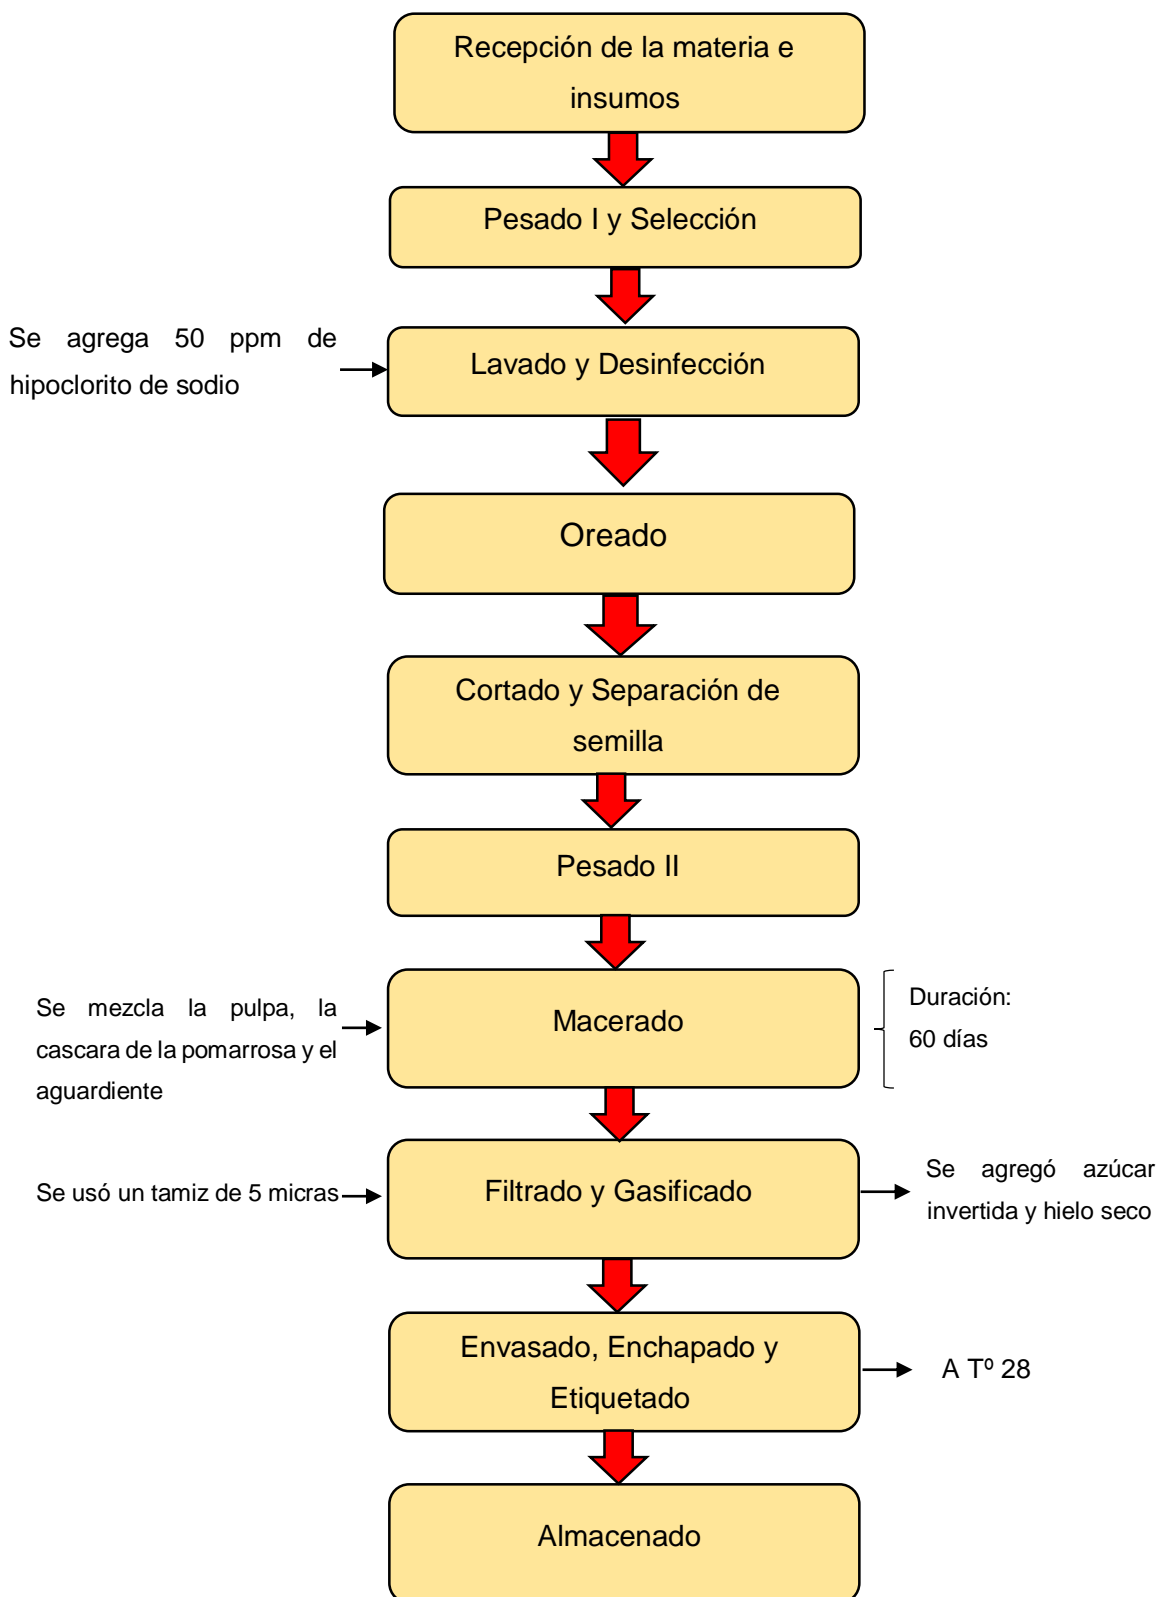 Recepción de la materia e
insumos
Pesado I y Selección
Se agrega 50 ppm de
hipoclorito de sodio
Lavado y Desinfección
Oreado
Cortado y Separación de
semilla
Pesado II
Se mezcla la pulpa, la
cascara de la pomarrosa y el
aguardiente
Macerado
Duración:
60 días
Se usó un tamiz de 5 micras
Filtrado y Gasificado
Se agregó azúcar
invertida y hielo seco
Envasado, Enchapado y
Etiquetado
A Tº 28
Almacenado